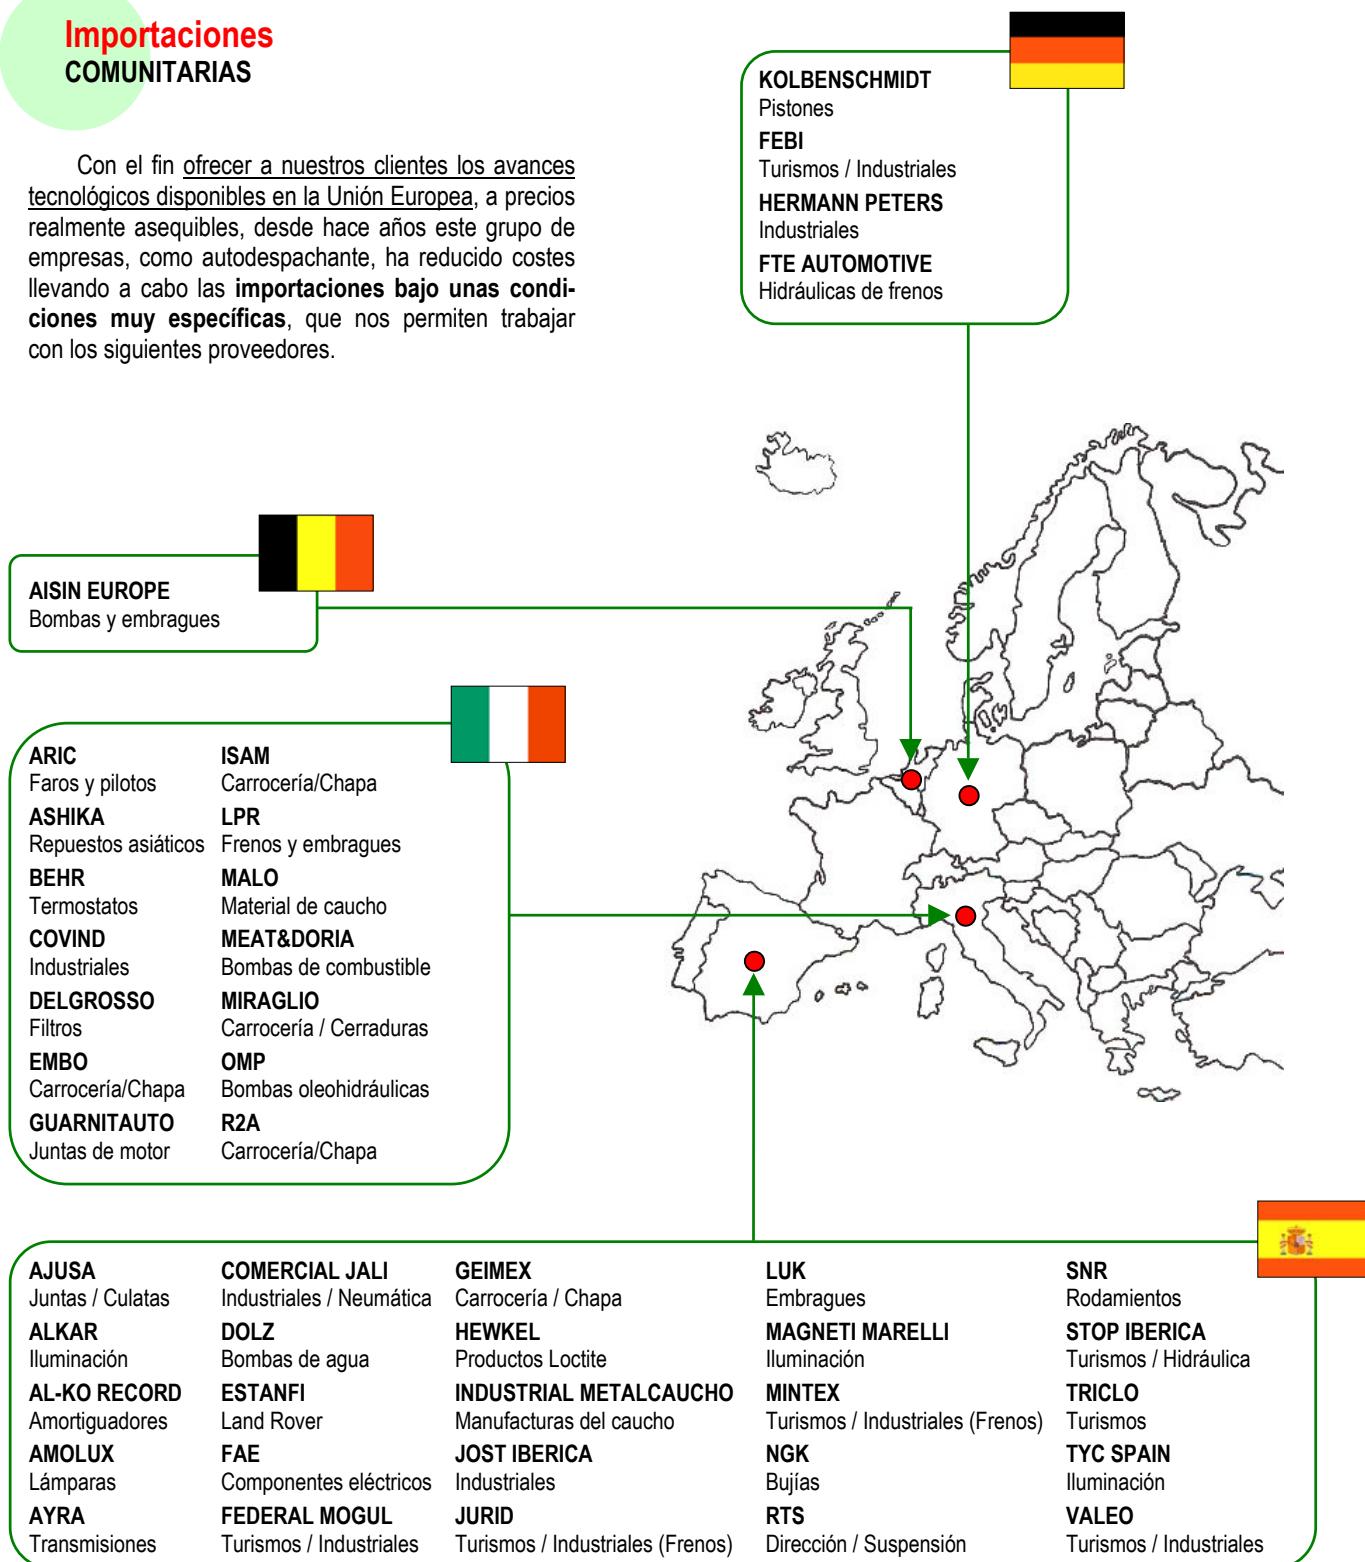 Importaciones
COMUNITARIAS
Con el fin ofrecer a nuestros clientes los avances
tecnológicos disponibles en la Unión Europea, a precios
realmente asequibles, desde hace años este grupo de
empresas, como autodespachante, ha reducido costes
llevando a cabo las importaciones bajo unas condi-
ciones muy específicas, que nos permiten trabajar
con los siguientes proveedores.
KOLBENSCHMIDT
Pistones
FEBI
Turismos / Industriales
HERMANN PETERS
Industriales
FTE AUTOMOTIVE
Hidráulicas de frenos
AISIN EUROPE
Bombas y embragues
ARIC
Faros y pilotos
ASHIKA
Repuestos asiáticos
BEHR
Termostatos
COVIND
Industriales
DELGROSSO
Filtros
EMBO
Carrocería/Chapa
GUARNITAUTO
Juntas de motor
ISAM
Carrocería/Chapa
LPR
Frenos y embragues
MALO
Material de caucho
MEAT&DORIA
Bombas de combustible
MIRAGLIO
Carrocería / Cerraduras
OMP
Bombas oleohidráulicas
R2A
Carrocería/Chapa
AJUSA
Juntas / Culatas
ALKAR
Iluminación
AL-KO RECORD
Amortiguadores
AMOLUX
Lámparas
AYRA
Transmisiones
COMERCIAL JALI
Industriales / Neumática
DOLZ
Bombas de agua
ESTANFI
Land Rover
FAE
Componentes eléctricos
FEDERAL MOGUL
Turismos / Industriales
GEIMEX
Carrocería / Chapa
HEWKEL
Productos Loctite
INDUSTRIAL METALCAUCHO
Manufacturas del caucho
JOST IBERICA
Industriales
JURID
Turismos / Industriales (Frenos)
LUK
Embragues
MAGNETI MARELLI
Iluminación
MINTEX
Turismos / Industriales (Frenos)
NGK
Bujías
RTS
Dirección / Suspensión
SNR
Rodamientos
STOP IBERICA
Turismos / Hidráulica
TRICLO
Turismos
TYC SPAIN
Iluminación
VALEO
Turismos / Industriales